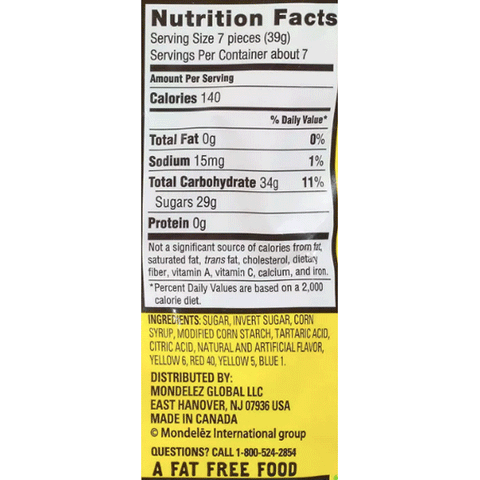 Nutrition Facts
Serving Size 7 pieces (39g)
Servings Per Container about 7
Amount Per Serving
Calories 140
% Daily Value*
Total Fat 0g 0%
Sodium 15mg 1%
Total Carbohydrate 34g 11%
Sugars 29g
Protein 0g
Not a significant source of calories from fat,
saturated fat, trans fat, cholesterol, dietary
fiber, vitamin A, vitamin C, calcium, and iron.
*Percent Daily Values are based on a 2,000
calorie diet.
INGREDIENTS: SUGAR, INVERT SUGAR, CORN
SYRUP, MODIFIED CORN STARCH, TARTARIC ACID,
CITRIC ACID, NATURAL AND ARTIFICIAL FLAVOR,
YELLOW 6, RED 40, YELLOW 5, BLUE 1.
DISTRIBUTED BY:
MONDELEZ GLOBAL LLC
EAST HANOVER, NJ 07936 USA
MADE IN CANADA
© Mondelēz International group
QUESTIONS? CALL 1-800-524-2854
A FAT FREE FOOD